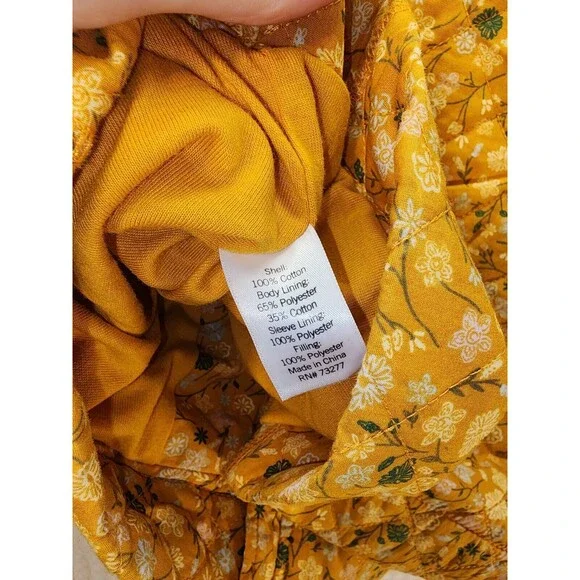 Shell:
100% Cotton
Body Lining:
65% Polyester
35% Cotton
Sleeve Lining:
100% Polyester
Filling:
100% Polyester
Made in China
RN# 73277